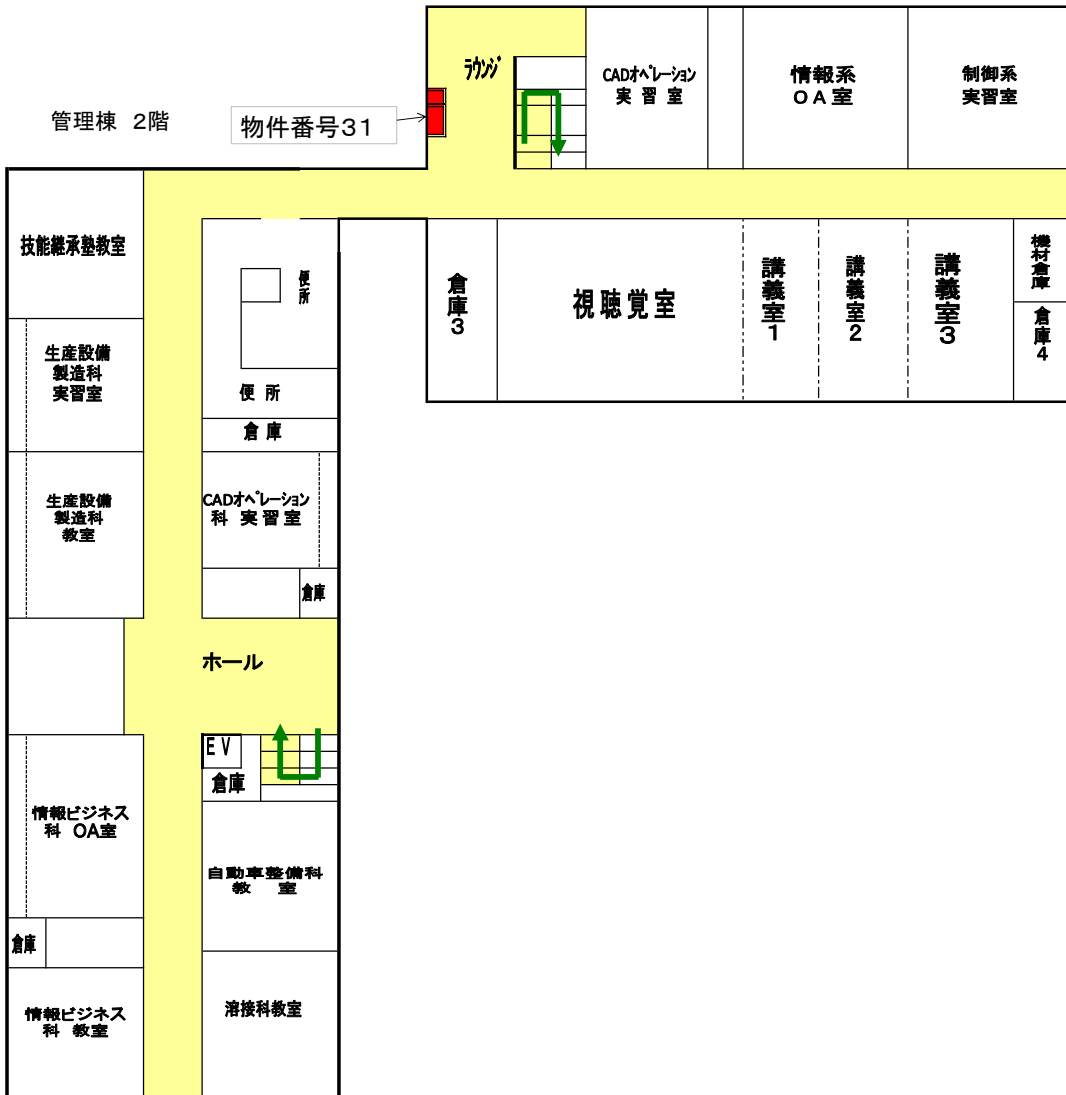 管理棟 2階
物件番号31
ラウンジ
CADオペレーション
実習室
情報系
OA室
制御系
実習室
技能継承塾教室
便所
倉庫3
視聴覚室
講義室1
講義室2
講義室3
機材倉庫
倉庫4
生産設備
製造科
実習室
便所
倉庫
生産設備
製造科
教室
CADオペレーション
科 実習室
倉庫
ホール
EV
倉庫
情報ビジネス
科 OA室
自動車整備科
教 室
倉庫
情報ビジネス
科 教室
溶接科教室